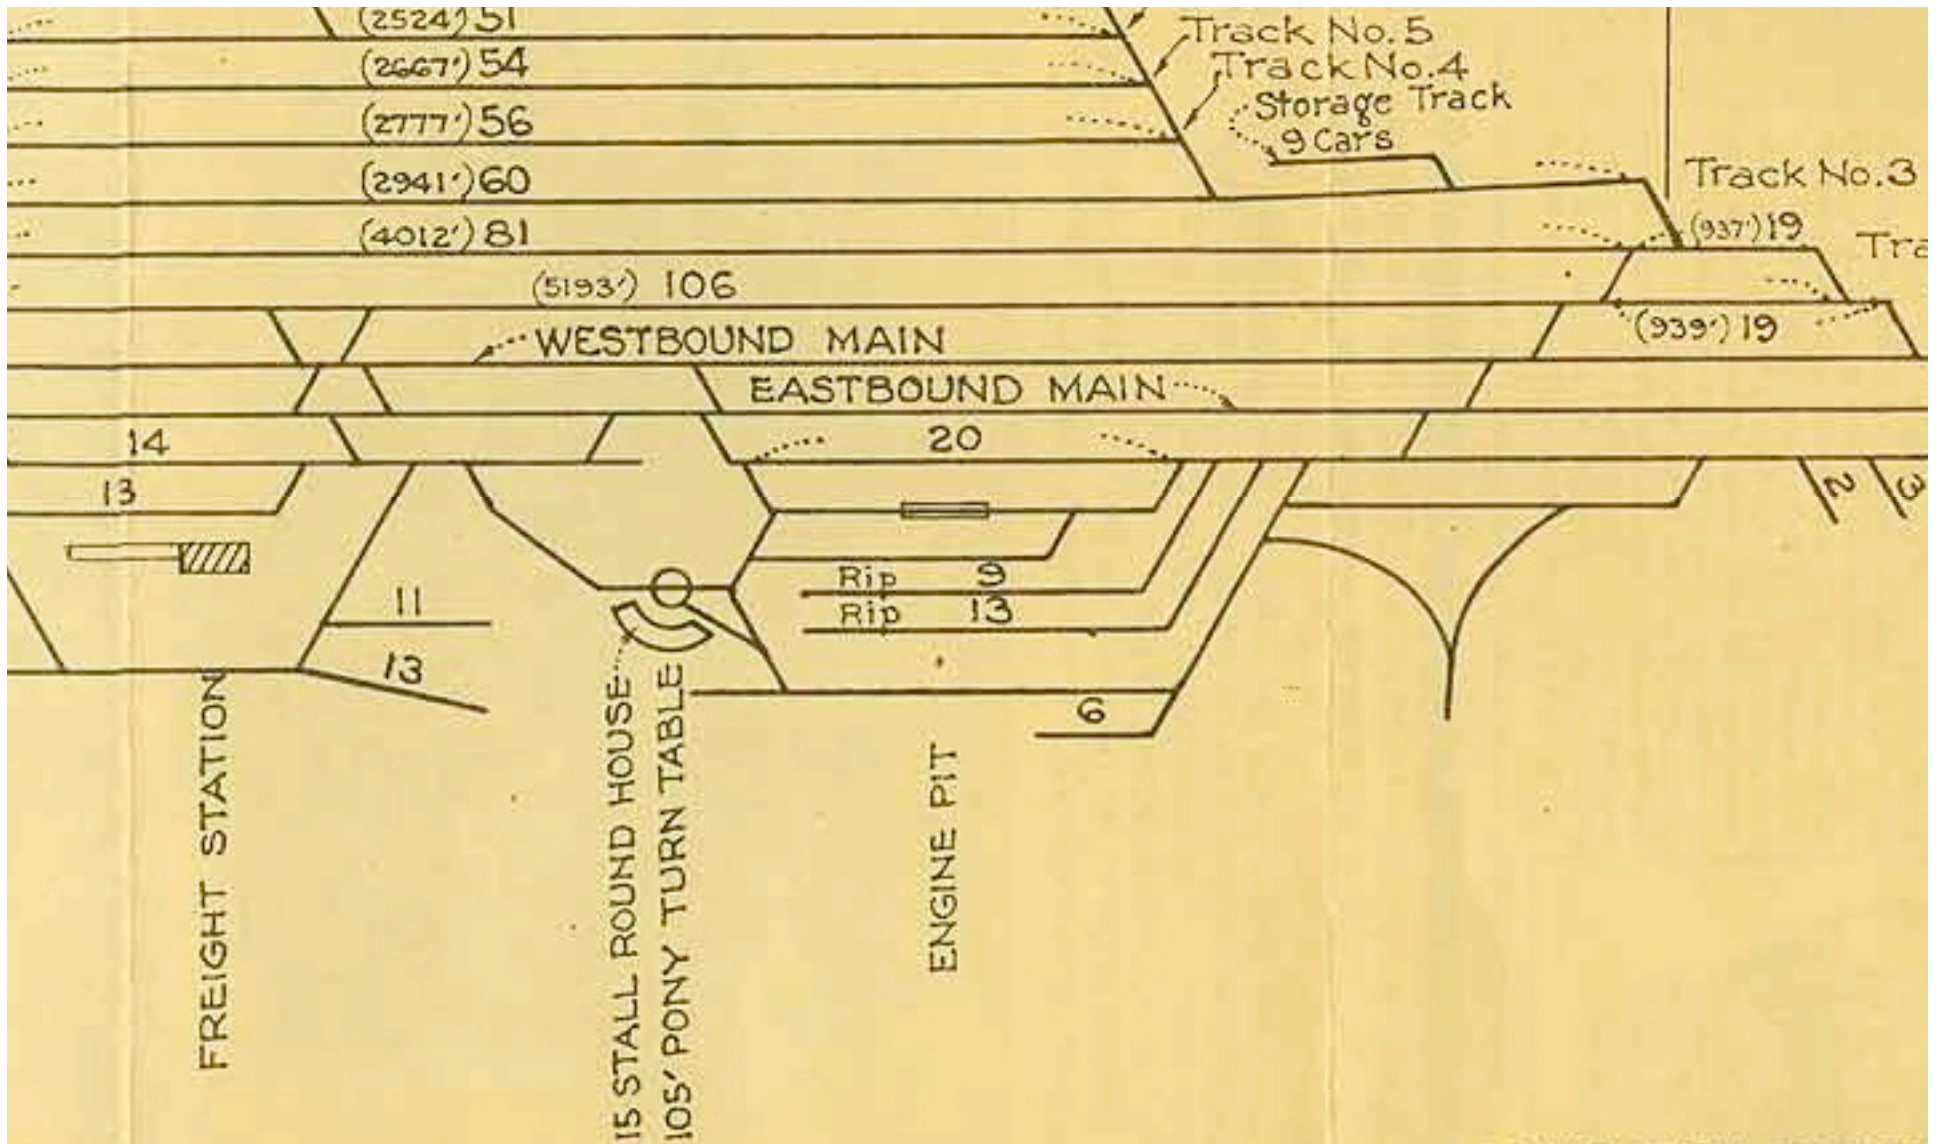 (2524') 51
Track No. 5
(2667') 54
Track No. 4
Storage Track
9 Cars
(2777') 56
(2941') 60
Track No. 3
(4012') 81
(937') 19
(5193') 106
(939') 19
WESTBOUND MAIN
EASTBOUND MAIN
14
20
13
2
3
Rip 9
11
Rip 13
13
6
FREIGHT STATION
15 STALL ROUND HOUSE
105' PONY TURN TABLE
ENGINE PIT